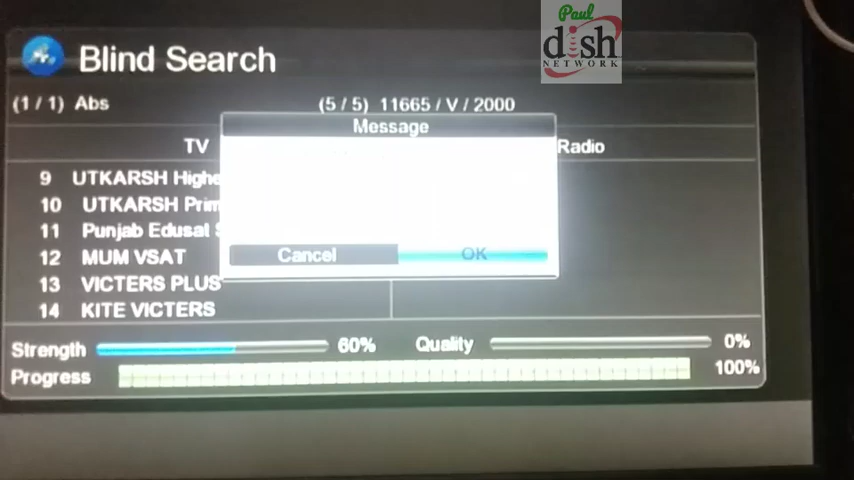 Paul
dish
NETWORK
Blind Search
(1 / 1) Abs
(5 / 5) 11665 / V / 2000
Message
TV
Radio
9 UTKARSH Highe
10 UTKARSH Prim
11 Punjab Edusat S
12 MUM VSAT
13 VICTERS PLUS
14 KITE VICTERS
Cancel
OK
Strength
60%
Quality
0%
Progress
100%